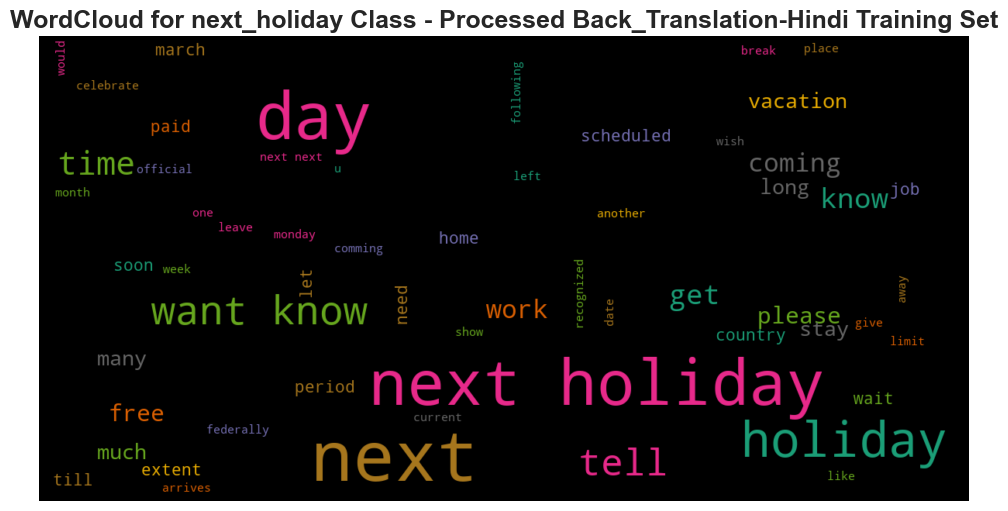 WordCloud for next_holiday Class - Processed Back_Translation-Hindi Training Set
would
march
break
place
celebrate
following
vacation
day
paid
scheduled
wish
time
official
next next
u
left
coming
long
know
job
month
one
leave
monday
another
comming
home
soon
week
let
need
recognized
date
away
want know
work
get
please
stay
give
show
country
limit
many
next holiday
period
wait
free
current
federally
holiday
much
next
tell
extent
like
till
arrives